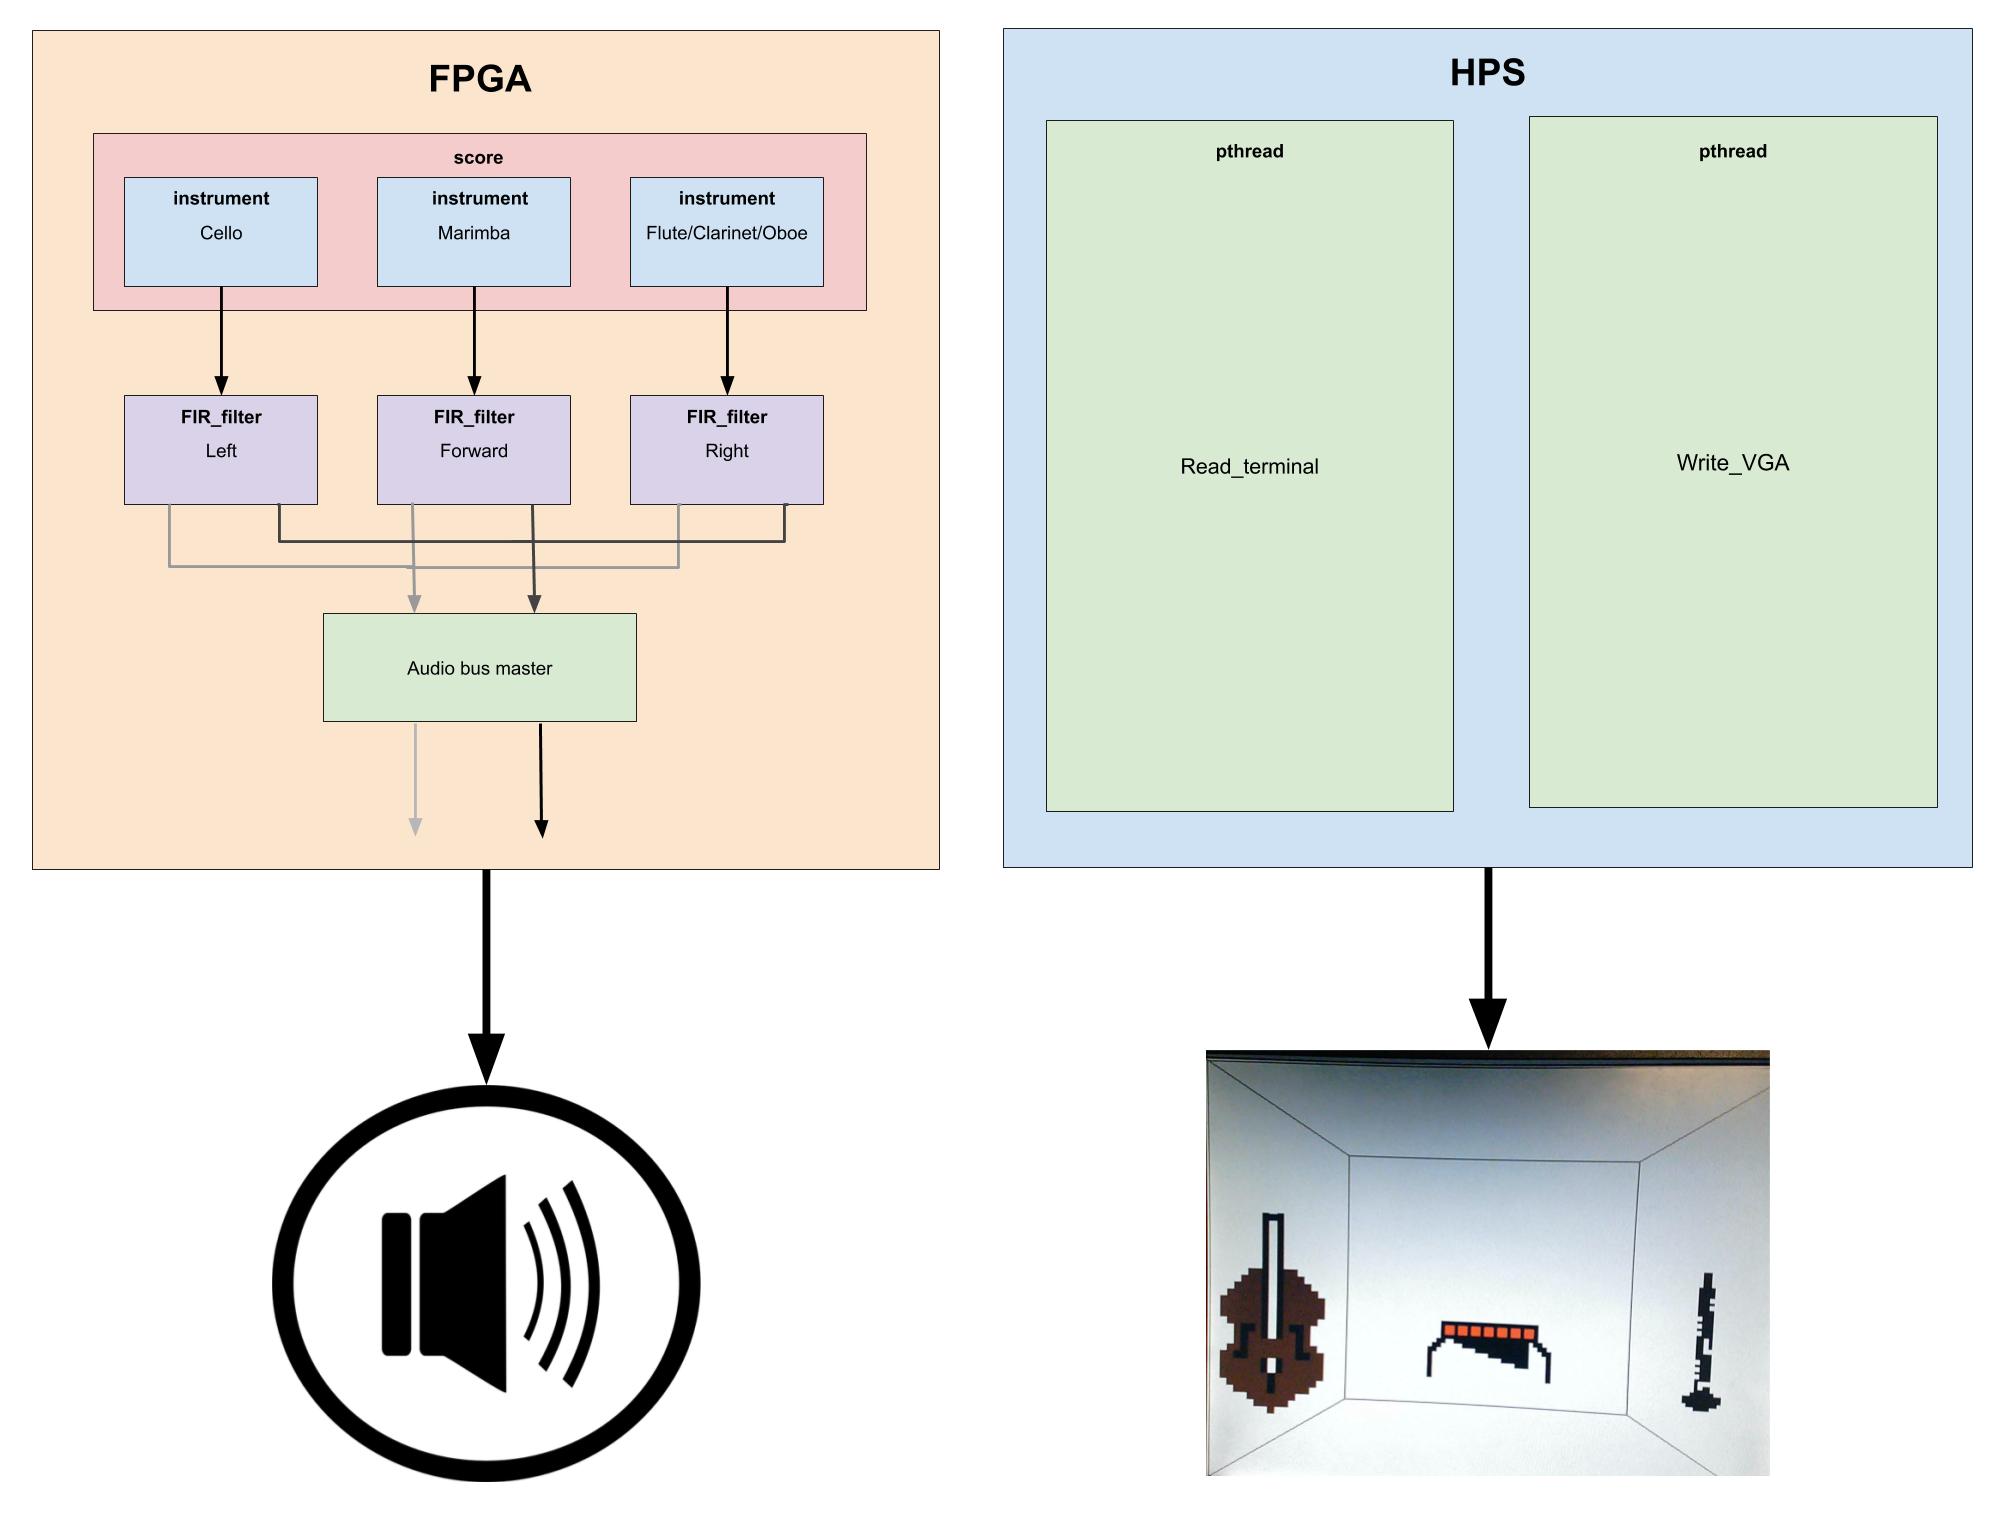 FPGA
score
instrument
Cello
instrument
Marimba
instrument
Flute/Clarinet/Oboe
FIR_filter
Left
FIR_filter
Forward
FIR_filter
Right
Audio bus master
HPS
pthread
Read_terminal
pthread
Write_VGA